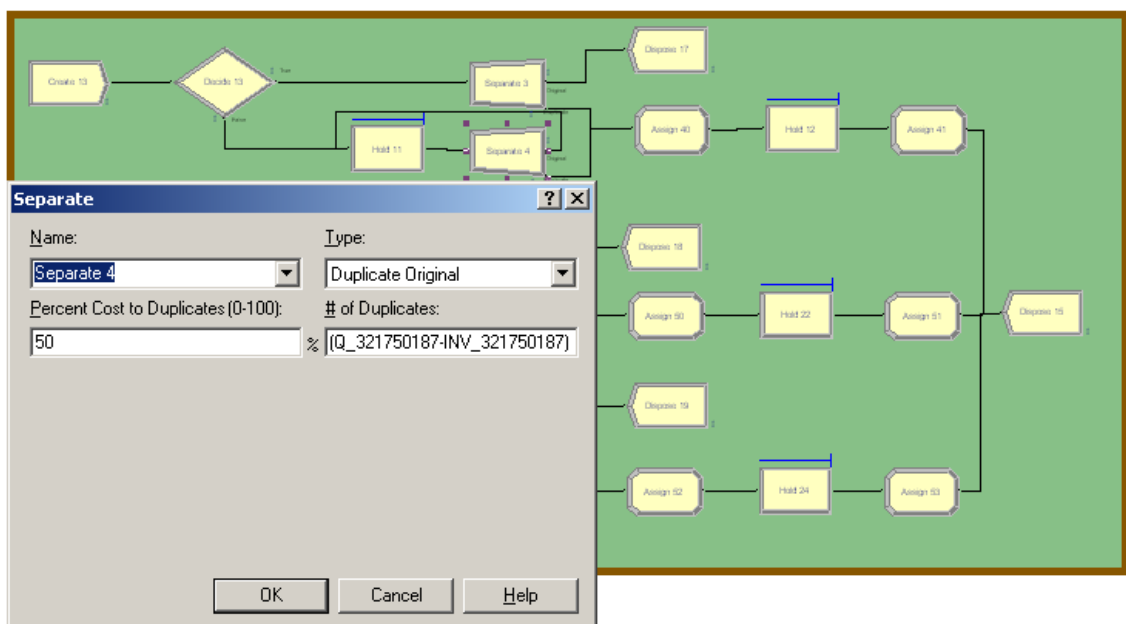 Dispose 17
Create 13
Decide 13
True
Separate 3
Original
False
Hold 11
Separate 4
Original
Assign 40
Hold 12
Assign 41
Separate
Name:
Type:
Separate 4
Duplicate Original
Percent Cost to Duplicates (0-100):
# of Duplicates:
50
%
(Q_321750187-INV_321750187)
OK
Cancel
Help
Dispose 18
Assign 50
Hold 22
Assign 51
Dispose 15
Dispose 19
Assign 52
Hold 24
Assign 53